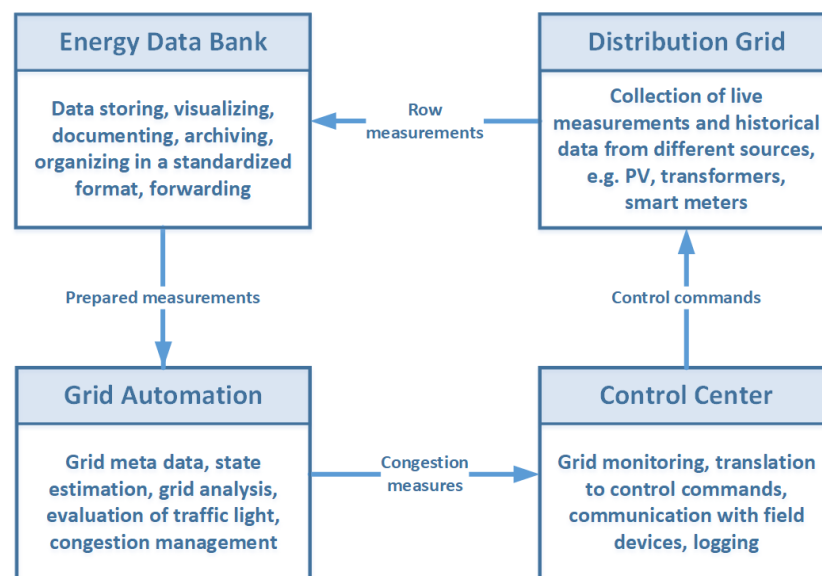 Energy Data Bank
Data storing, visualizing,
documenting, archiving,
organizing in a standardized
format, forwarding
Row
measurements
Distribution Grid
Collection of live
measurements and historical
data from different sources,
e.g. PV, transformers,
smart meters
Prepared measurements
Control commands
Grid Automation
Grid meta data, state
estimation, grid analysis,
evaluation of traffic light,
congestion management
Congestion
measures
Control Center
Grid monitoring, translation
to control commands,
communication with field
devices, logging